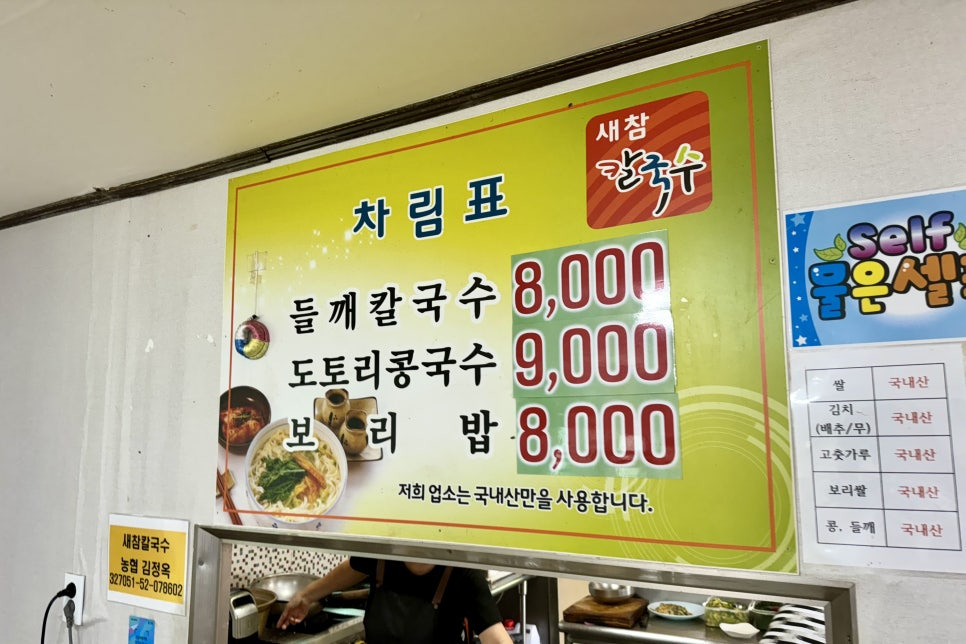 새참
칼국수
차림표
들깨칼국수 8,000
도토리콩국수 9,000
보리밥 8,000
저희 업소는 국내산만을 사용합니다.
Self
물은셀
쌀 국내산
김치
(배추/무) 국내산
고춧가루 국내산
보리쌀 국내산
콩, 들깨 국내산
새참칼국수
농협 김정옥
327051-52-078602